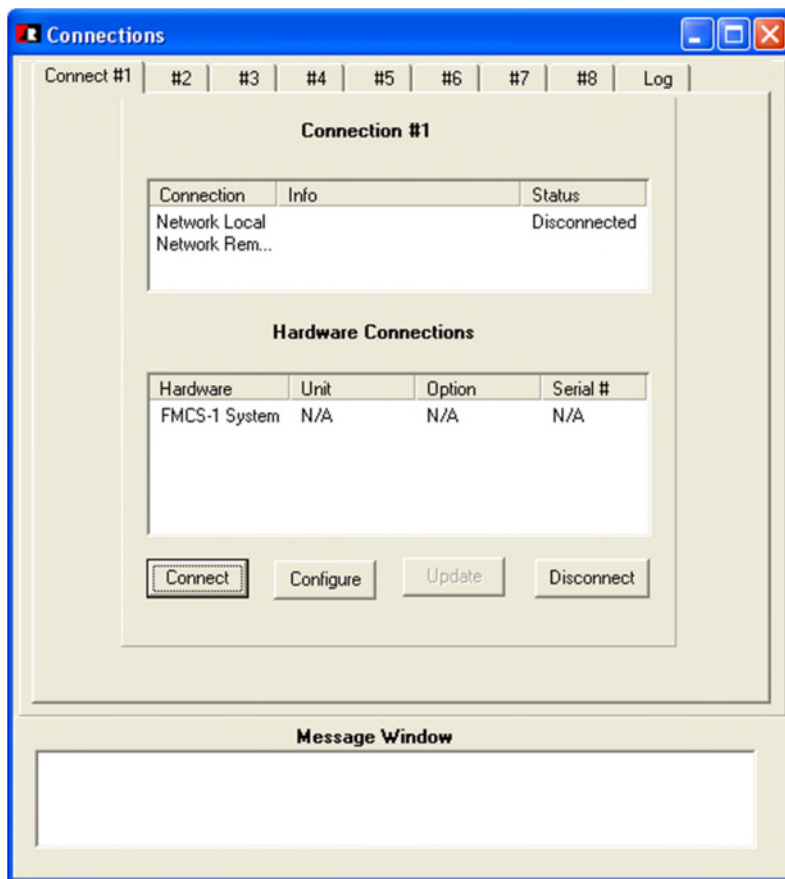 Connections
Connect #1 #2 #3 #4 #5 #6 #7 #8 Log
Connection #1
Connection Info Status
Network Local Disconnected
Network Rem...
Hardware Connections
Hardware Unit Option Serial #
FMCS-1 System N/A N/A N/A
Connect Configure Update Disconnect
Message Window